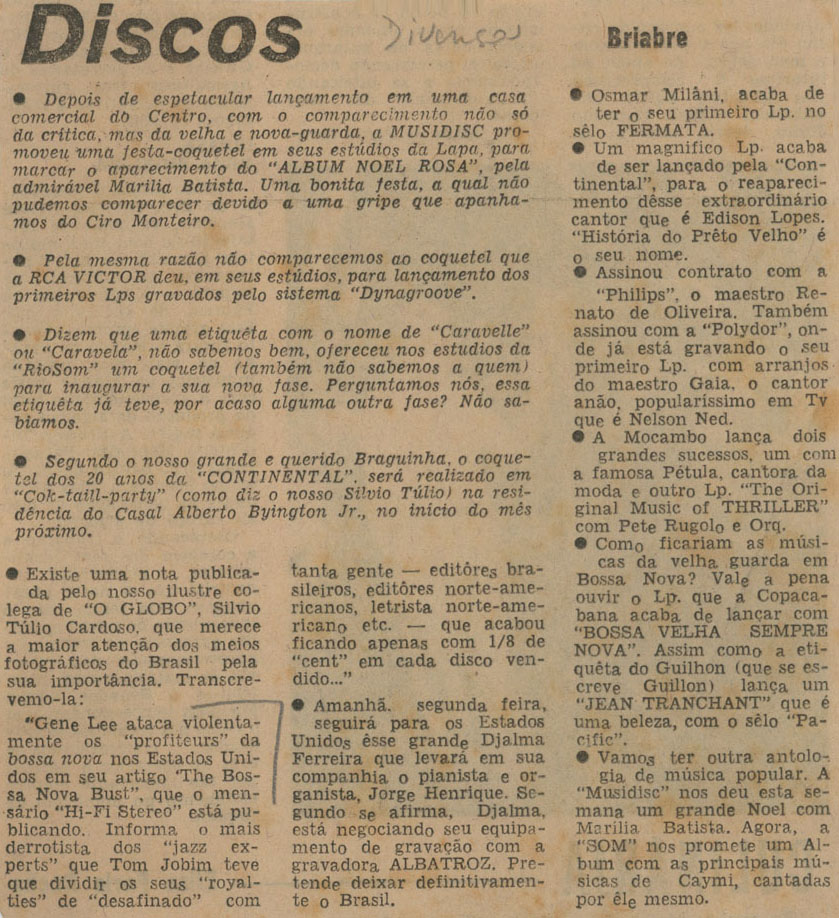 Discos
Diversos
Briabre
● Depois de espetacular lançamento em uma casa
comercial do Centro, com o comparecimento não só
da crítica, mas da velha e nova-guarda, a MUSIDISC pro-
moveu uma festa-coquetel em seus estúdios da Lapa, para
marcar o aparecimento do "ALBUM NOEL ROSA", pela
admirável Marilia Batista. Uma bonita festa, a qual não
pudemos comparecer devido a uma gripe que apanha-
mos do Ciro Monteiro.
● Pela mesma razão não comparecemos ao coquetel que
a RCA VICTOR deu, em seus estúdios, para lançamento dos
primeiros Lps gravados pelo sistema "Dynagroove".
● Dizem que uma etiquêta com o nome de "Caravelle"
ou "Caravela", não sabemos bem, ofereceu nos estudios da
"RioSom" um coquetel (também não sabemos a quem)
para inaugurar a sua nova fase. Perguntamos nós, essa
etiquêta já teve, por acaso alguma outra fase? Não sa-
biamos.
● Segundo o nosso grande e querido Braguinha, o coque-
tel dos 20 anos da "CONTINENTAL", será realizado em
"Cok-taill-party" (como diz o nosso Silvio Túlio) na resi-
dência do Casal Alberto Byington Jr., no inicio do mês
próximo.
● Existe uma nota publica-
da pelo nosso ilustre co-
lega de "O GLOBO", Silvio
Túlio Cardoso, que merece
a maior atenção dos meios
fotográficos do Brasil pela
sua importância. Transcre-
vemo-la:
"Gene Lee ataca violenta-
mente os "profiteurs" da
bossa nova nos Estados Uni-
dos em seu artigo 'The Bos-
sa Nova Bust", que o men-
sário "Hi-Fi Stereo" está pu-
blicando. Informa o mais
derrotista dos "jazz ex-
perts" que Tom Jobim teve
que dividir os seus "royal-
ties" de "desafinado" com
tanta gente — editôres bra-
sileiros, editôres norte-ame-
ricanos, letrista norte-ame-
ricano etc. — que acabou
ficando apenas com 1/8 de
"cent" em cada disco ven-
dido..."
● Amanhã, segunda feira,
seguirá para os Estados
Unidos êsse grande Djalma
Ferreira que levará em sua
companhia o pianista e or-
ganista, Jorge Henrique. Se-
gundo se afirma, Djalma,
está negociando seu equipa-
mento de gravação com a
gravadora ALBATROZ. Pre-
tende deixar definitivamen-
te o Brasil.
● Osmar Milâni, acaba de
ter o seu primeiro Lp. no
sêlo FERMATA.
● Um magnifico Lp. acaba
de ser lançado pela "Con-
tinental", para o reapareci-
mento dêsse extraordinário
cantor que é Edison Lopes.
"História do Prêto Velho" é
o seu nome.
● Assinou contrato com a
"Philips", o maestro Re-
nato de Oliveira. Também
assinou com a "Polydor", on-
de já está gravando o seu
primeiro Lp. com arranjos
do maestro Gaia, o cantor
anão, popularíssimo em Tv
que é Nelson Ned.
● A Mocambo lança dois
grandes sucessos, um com
a famosa Pétula, cantora da
moda e outro Lp. "The Ori-
ginal Music of THRILLER"
com Pete Rugolo e Orq.
● Como ficariam as músi-
cas da velha guarda em
Bossa Nova? Vale a pena
ouvir o Lp. que a Copaca-
bana acaba de lançar com
"BOSSA VELHA SEMPRE
NOVA". Assim como a eti-
quêta do Guilhon (que se es-
creve Guillon) lança um
"JEAN TRANCHANT" que é
uma beleza, com o sêlo "Pa-
cific".
● Vamos ter outra antolo-
gia de música popular. A
"Musidisc" nos deu esta se-
mana um grande Noel com
Marilia Batista. Agora, a
"SOM" nos promete um Al-
bum com as principais mú-
sicas de Caymi, cantadas
por êle mesmo.